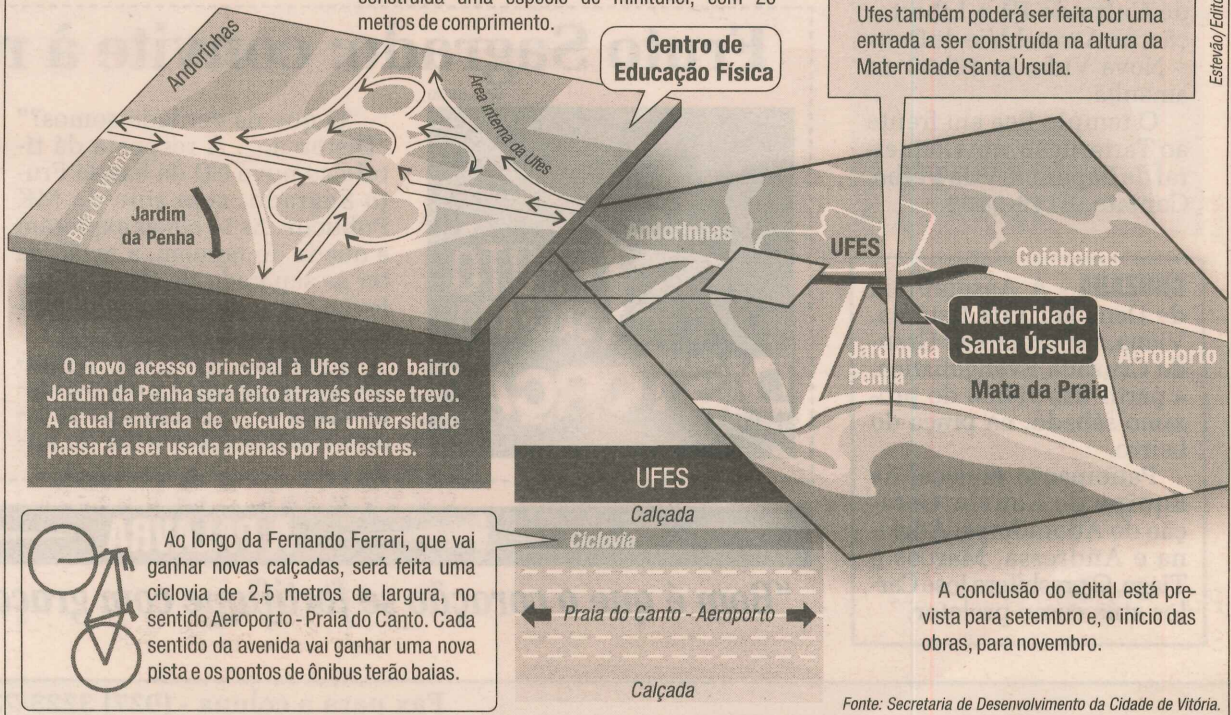 metros de comprimento.
Ufes também poderá ser feita por uma
entrada a ser construída na altura da
Maternidade Santa Úrsula.
Estevão/Edito
Centro de
Educação Física
Andorinhas
Área interna da Ufes
Baía de Vitória
Jardim
da Penha
Andorinhas
UFES
Goiabeiras
Maternidade
Santa Úrsula
Jardim da
Penha
Aeroporto
Mata da Praia
O novo acesso principal à Ufes e ao bairro
Jardim da Penha será feito através desse trevo.
A atual entrada de veículos na universidade
passará a ser usada apenas por pedestres.
UFES
Calçada
Ciclovia
Praia do Canto - Aeroporto
Calçada
Ao longo da Fernando Ferrari, que vai
ganhar novas calçadas, será feita uma
ciclovia de 2,5 metros de largura, no
sentido Aeroporto - Praia do Canto. Cada
sentido da avenida vai ganhar uma nova
pista e os pontos de ônibus terão baias.
A conclusão do edital está pre-
vista para setembro e, o início das
obras, para novembro.
Fonte: Secretaria de Desenvolvimento da Cidade de Vitória.